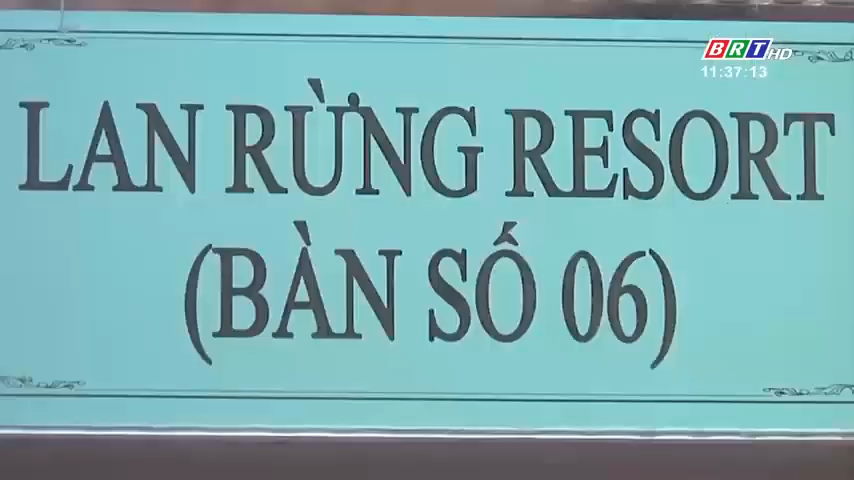 BRT HD
11:37:13
LAN RỪNG RESORT
(BÀN SỐ 06)